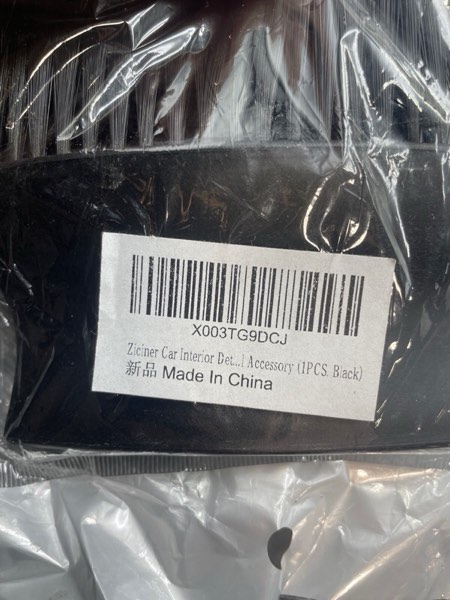 X003TG9DCJ
Ziciner Car Interior Det...l Accessory (1PCS, Black)
新品 Made In China